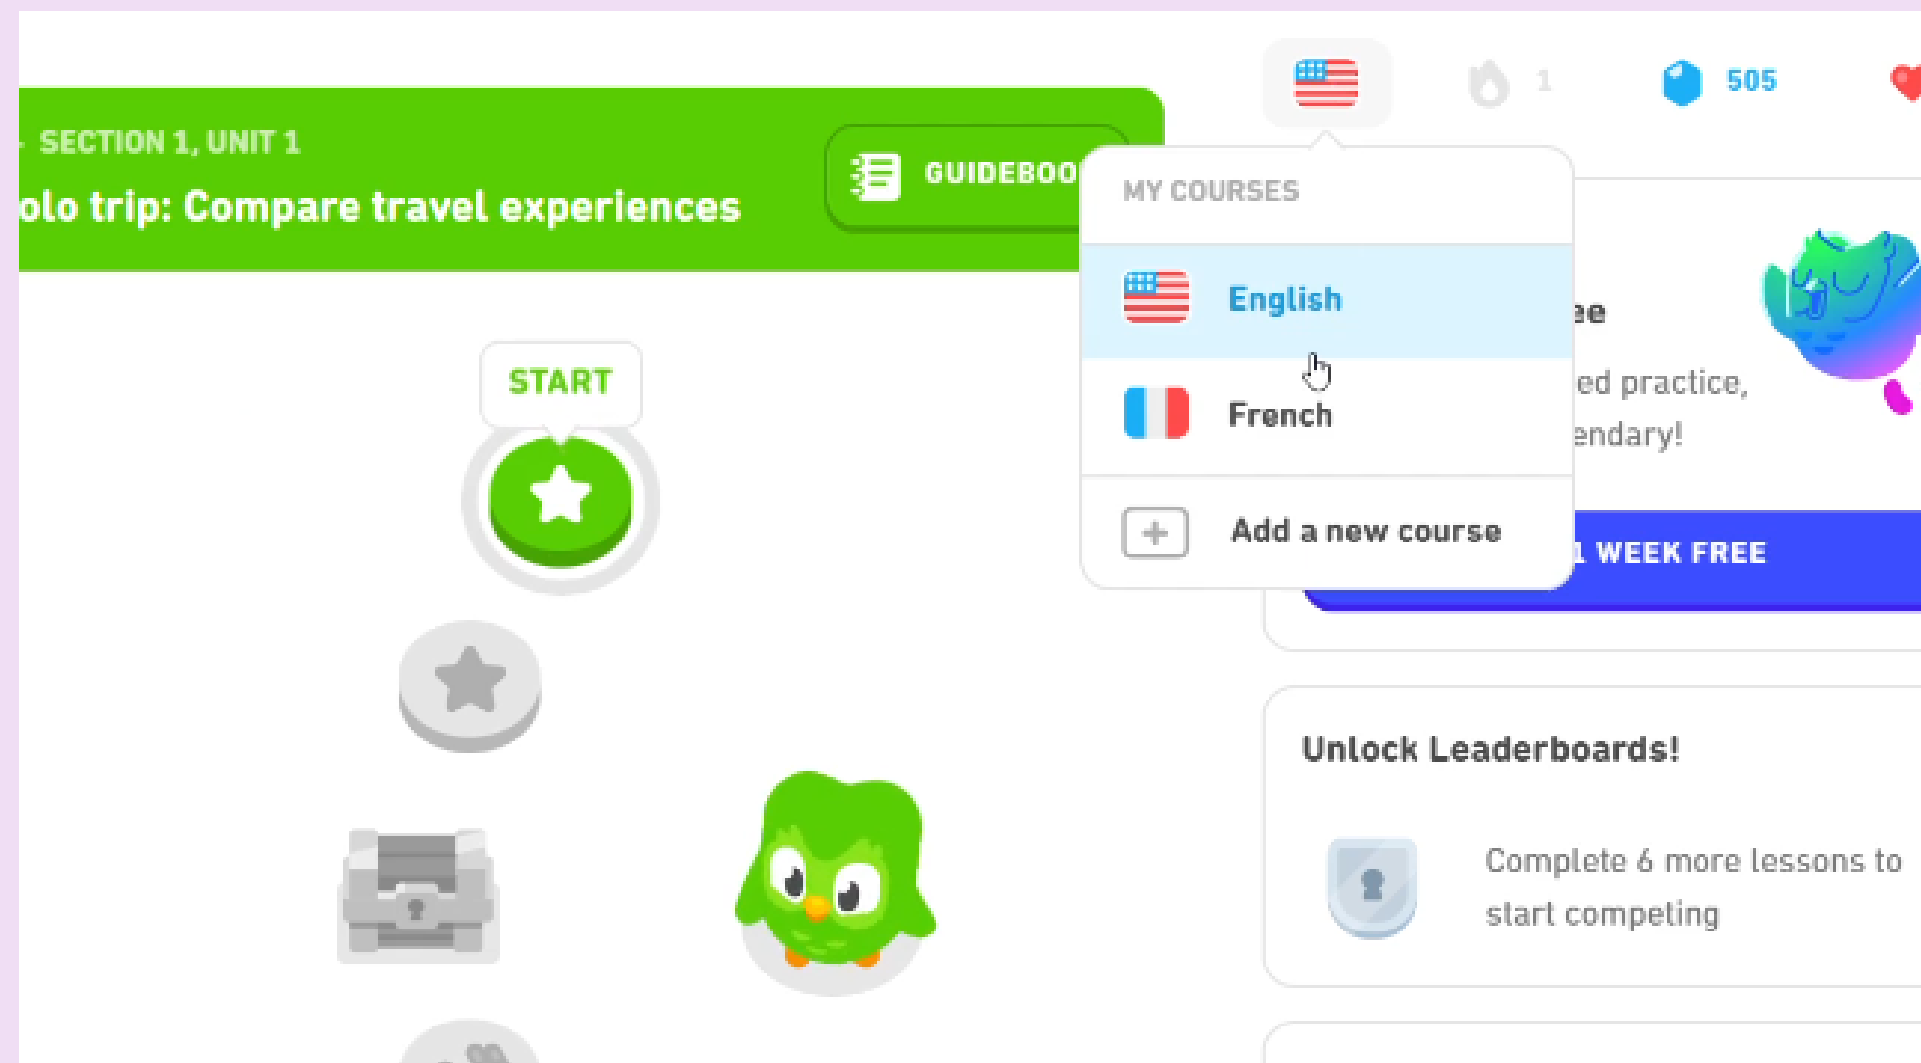 SECTION 1, UNIT 1
olo trip: Compare travel experiences
GUIDEBOO
1
505
MY COURSES
English
French
Add a new course
ee
ed practice,
endary!
1 WEEK FREE
START
Unlock Leaderboards!
Complete 6 more lessons to
start competing